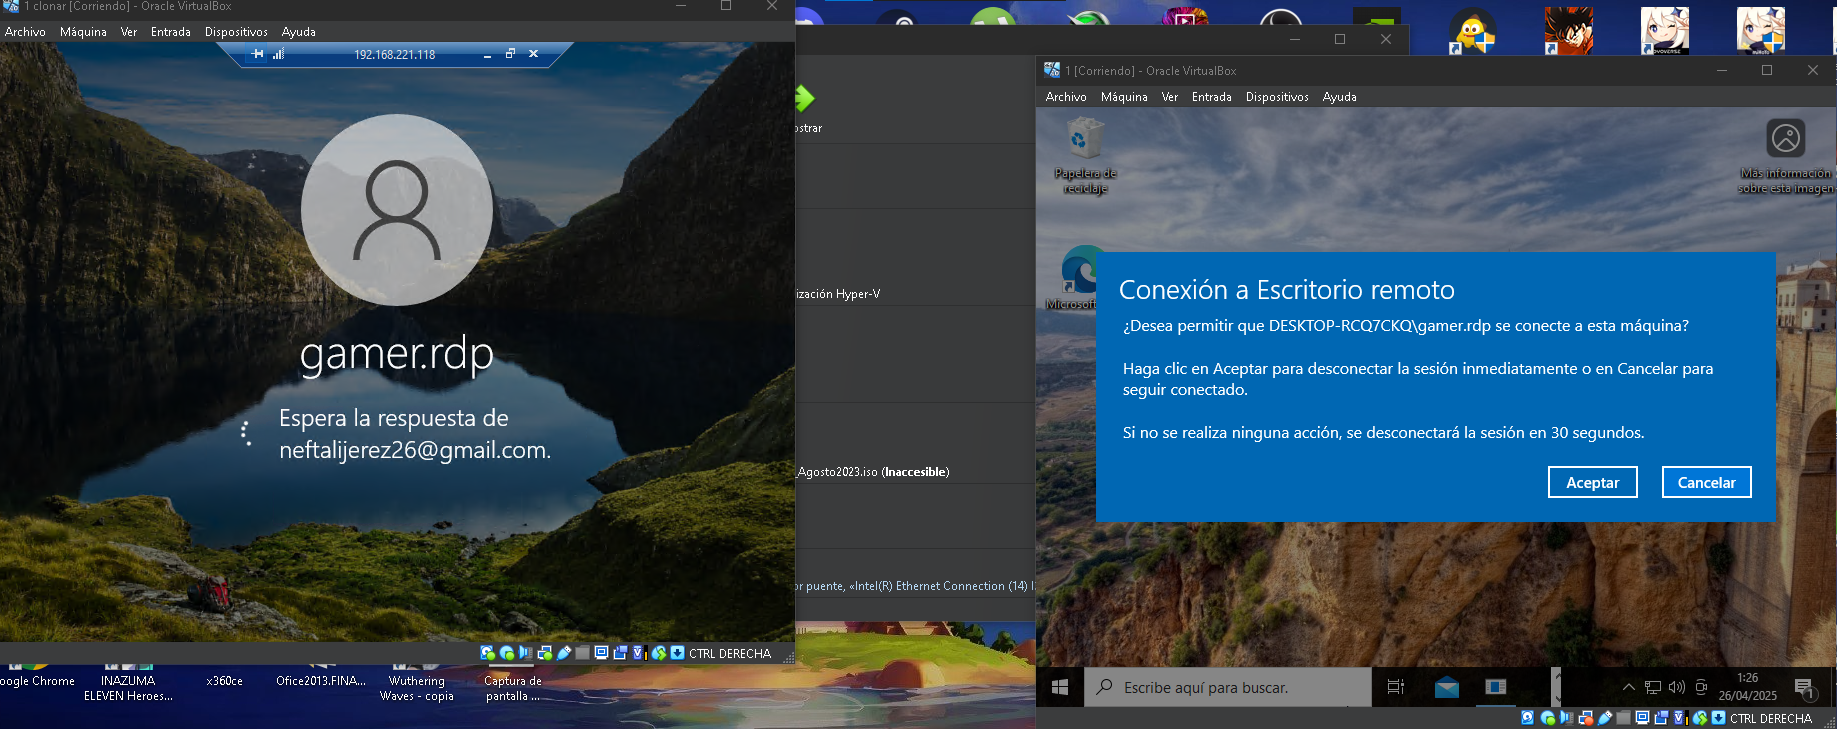 1 clonar [Corriendo] - Oracle VirtualBox
Archivo Máquina Ver Entrada Dispositivos Ayuda
192.168.221.118
gamer.rdp
Espera la respuesta de
neftalijerez26@gmail.com.
CTRL DERECHA
ostrar
ización Hyper-V
_Agosto2023.iso (Inaccesible)
or puente, «Intel(R) Ethernet Connection (14) I
1 [Corriendo] - Oracle VirtualBox
Archivo Máquina Ver Entrada Dispositivos Ayuda
Papelera de
reciclaje
Más información
sobre esta imagen
Microsoft
Conexión a Escritorio remoto
¿Desea permitir que DESKTOP-RCQ7CKQ\gamer.rdp se conecte a esta máquina?
Haga clic en Aceptar para desconectar la sesión inmediatamente o en Cancelar para
seguir conectado.
Si no se realiza ninguna acción, se desconectará la sesión en 30 segundos.
Aceptar Cancelar
Escribe aquí para buscar.
1:26
26/04/2025
1
CTRL DERECHA
oogle Chrome
INAZUMA
ELEVEN Heroes...
x360ce
Ofice2013.FINA...
Wuthering
Waves - copia
Captura de
pantalla ...